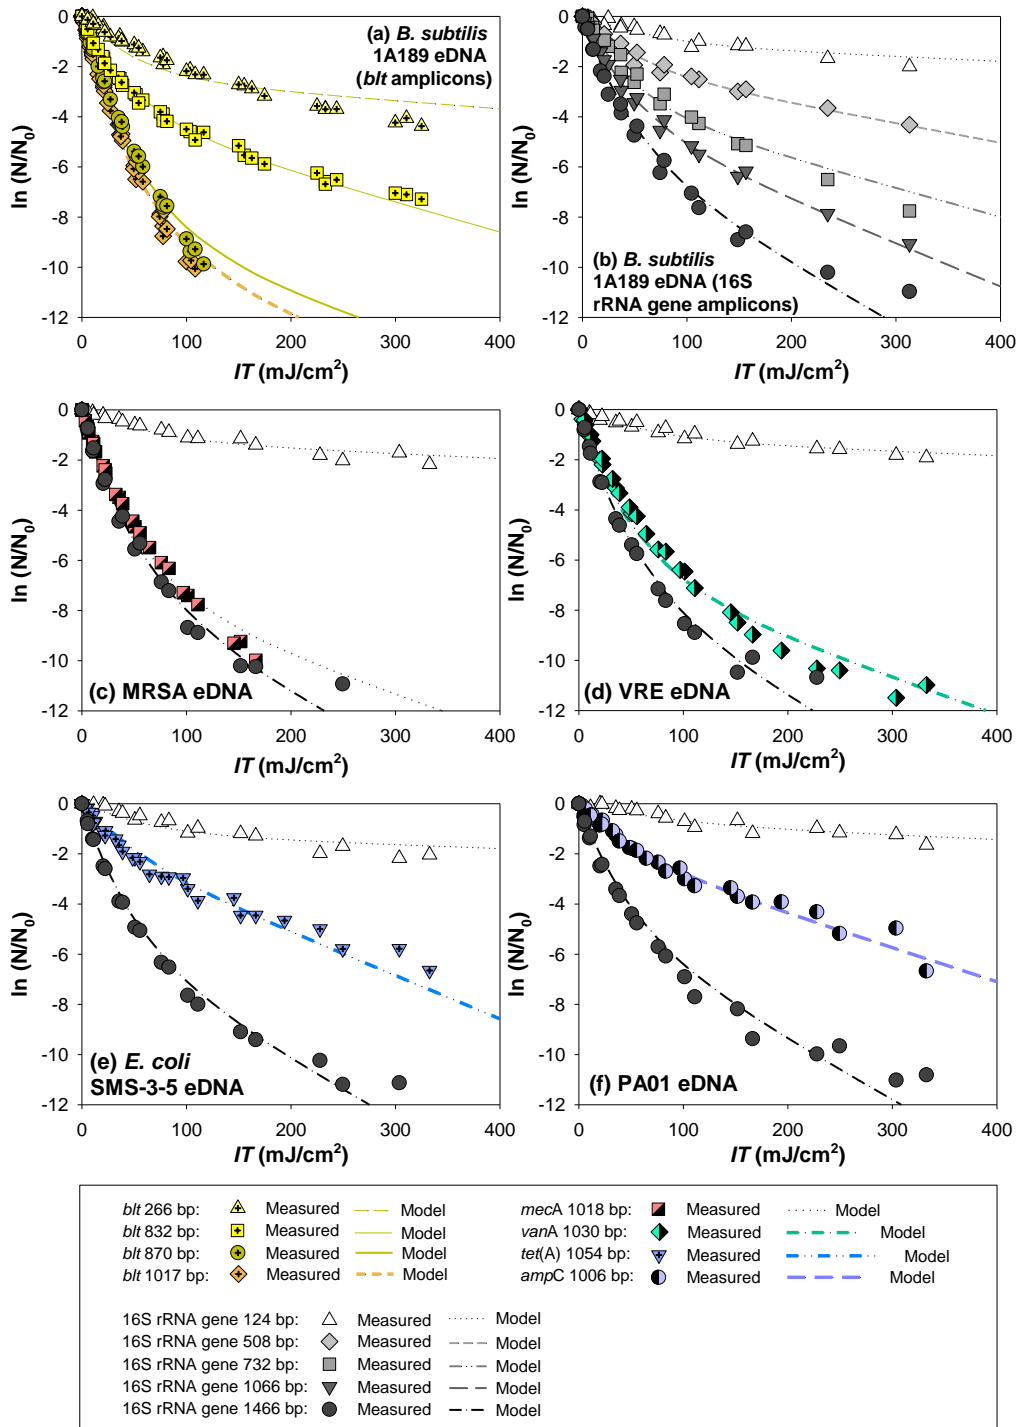 0
-2
-4
-6
-8
-10
-12
ln (N/N0)
(a) B. subtilis
1A189 eDNA
(blt amplicons)
0 100 200 300 400
IT (mJ/cm²)
0
-2
-4
-6
-8
-10
-12
ln (N/N0)
(b) B. subtilis
1A189 eDNA (16S
rRNA gene amplicons)
0 100 200 300 400
IT (mJ/cm²)
0
-2
-4
-6
-8
-10
-12
ln (N/N0)
(c) MRSA eDNA
0 100 200 300 400
IT (mJ/cm²)
0
-2
-4
-6
-8
-10
-12
ln (N/N0)
(d) VRE eDNA
0 100 200 300 400
IT (mJ/cm²)
0
-2
-4
-6
-8
-10
-12
ln (N/N0)
(e) E. coli
SMS-3-5 eDNA
0 100 200 300 400
IT (mJ/cm²)
0
-2
-4
-6
-8
-10
-12
ln (N/N0)
(f) PA01 eDNA
0 100 200 300 400
IT (mJ/cm²)
blt 266 bp: Measured Model
blt 832 bp: Measured Model
blt 870 bp: Measured Model
blt 1017 bp: Measured Model
mecA 1018 bp: Measured Model
vanA 1030 bp: Measured Model
tet(A) 1054 bp: Measured Model
ampC 1006 bp: Measured Model
16S rRNA gene 124 bp: Measured Model
16S rRNA gene 508 bp: Measured Model
16S rRNA gene 732 bp: Measured Model
16S rRNA gene 1066 bp: Measured Model
16S rRNA gene 1466 bp: Measured Model